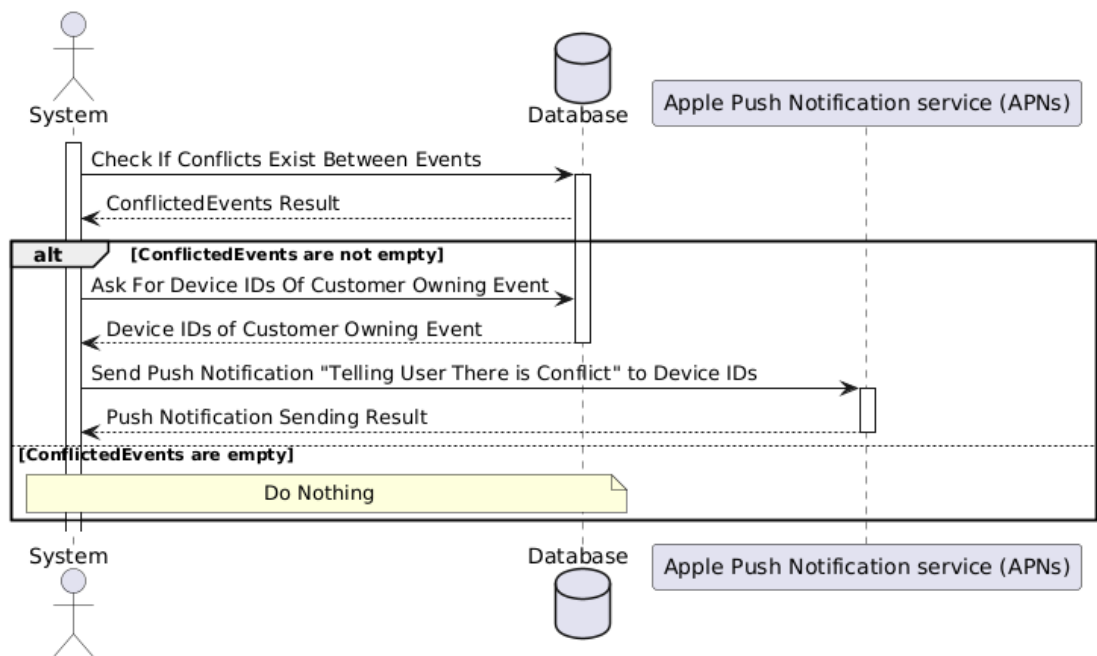 System
Database
Apple Push Notification service (APNs)
Check If Conflicts Exist Between Events
ConflictedEvents Result
alt [ConflictedEvents are not empty]
Ask For Device IDs Of Customer Owning Event
Device IDs of Customer Owning Event
Send Push Notification "Telling User There is Conflict" to Device IDs
Push Notification Sending Result
[ConflictedEvents are empty]
Do Nothing
System
Database
Apple Push Notification service (APNs)